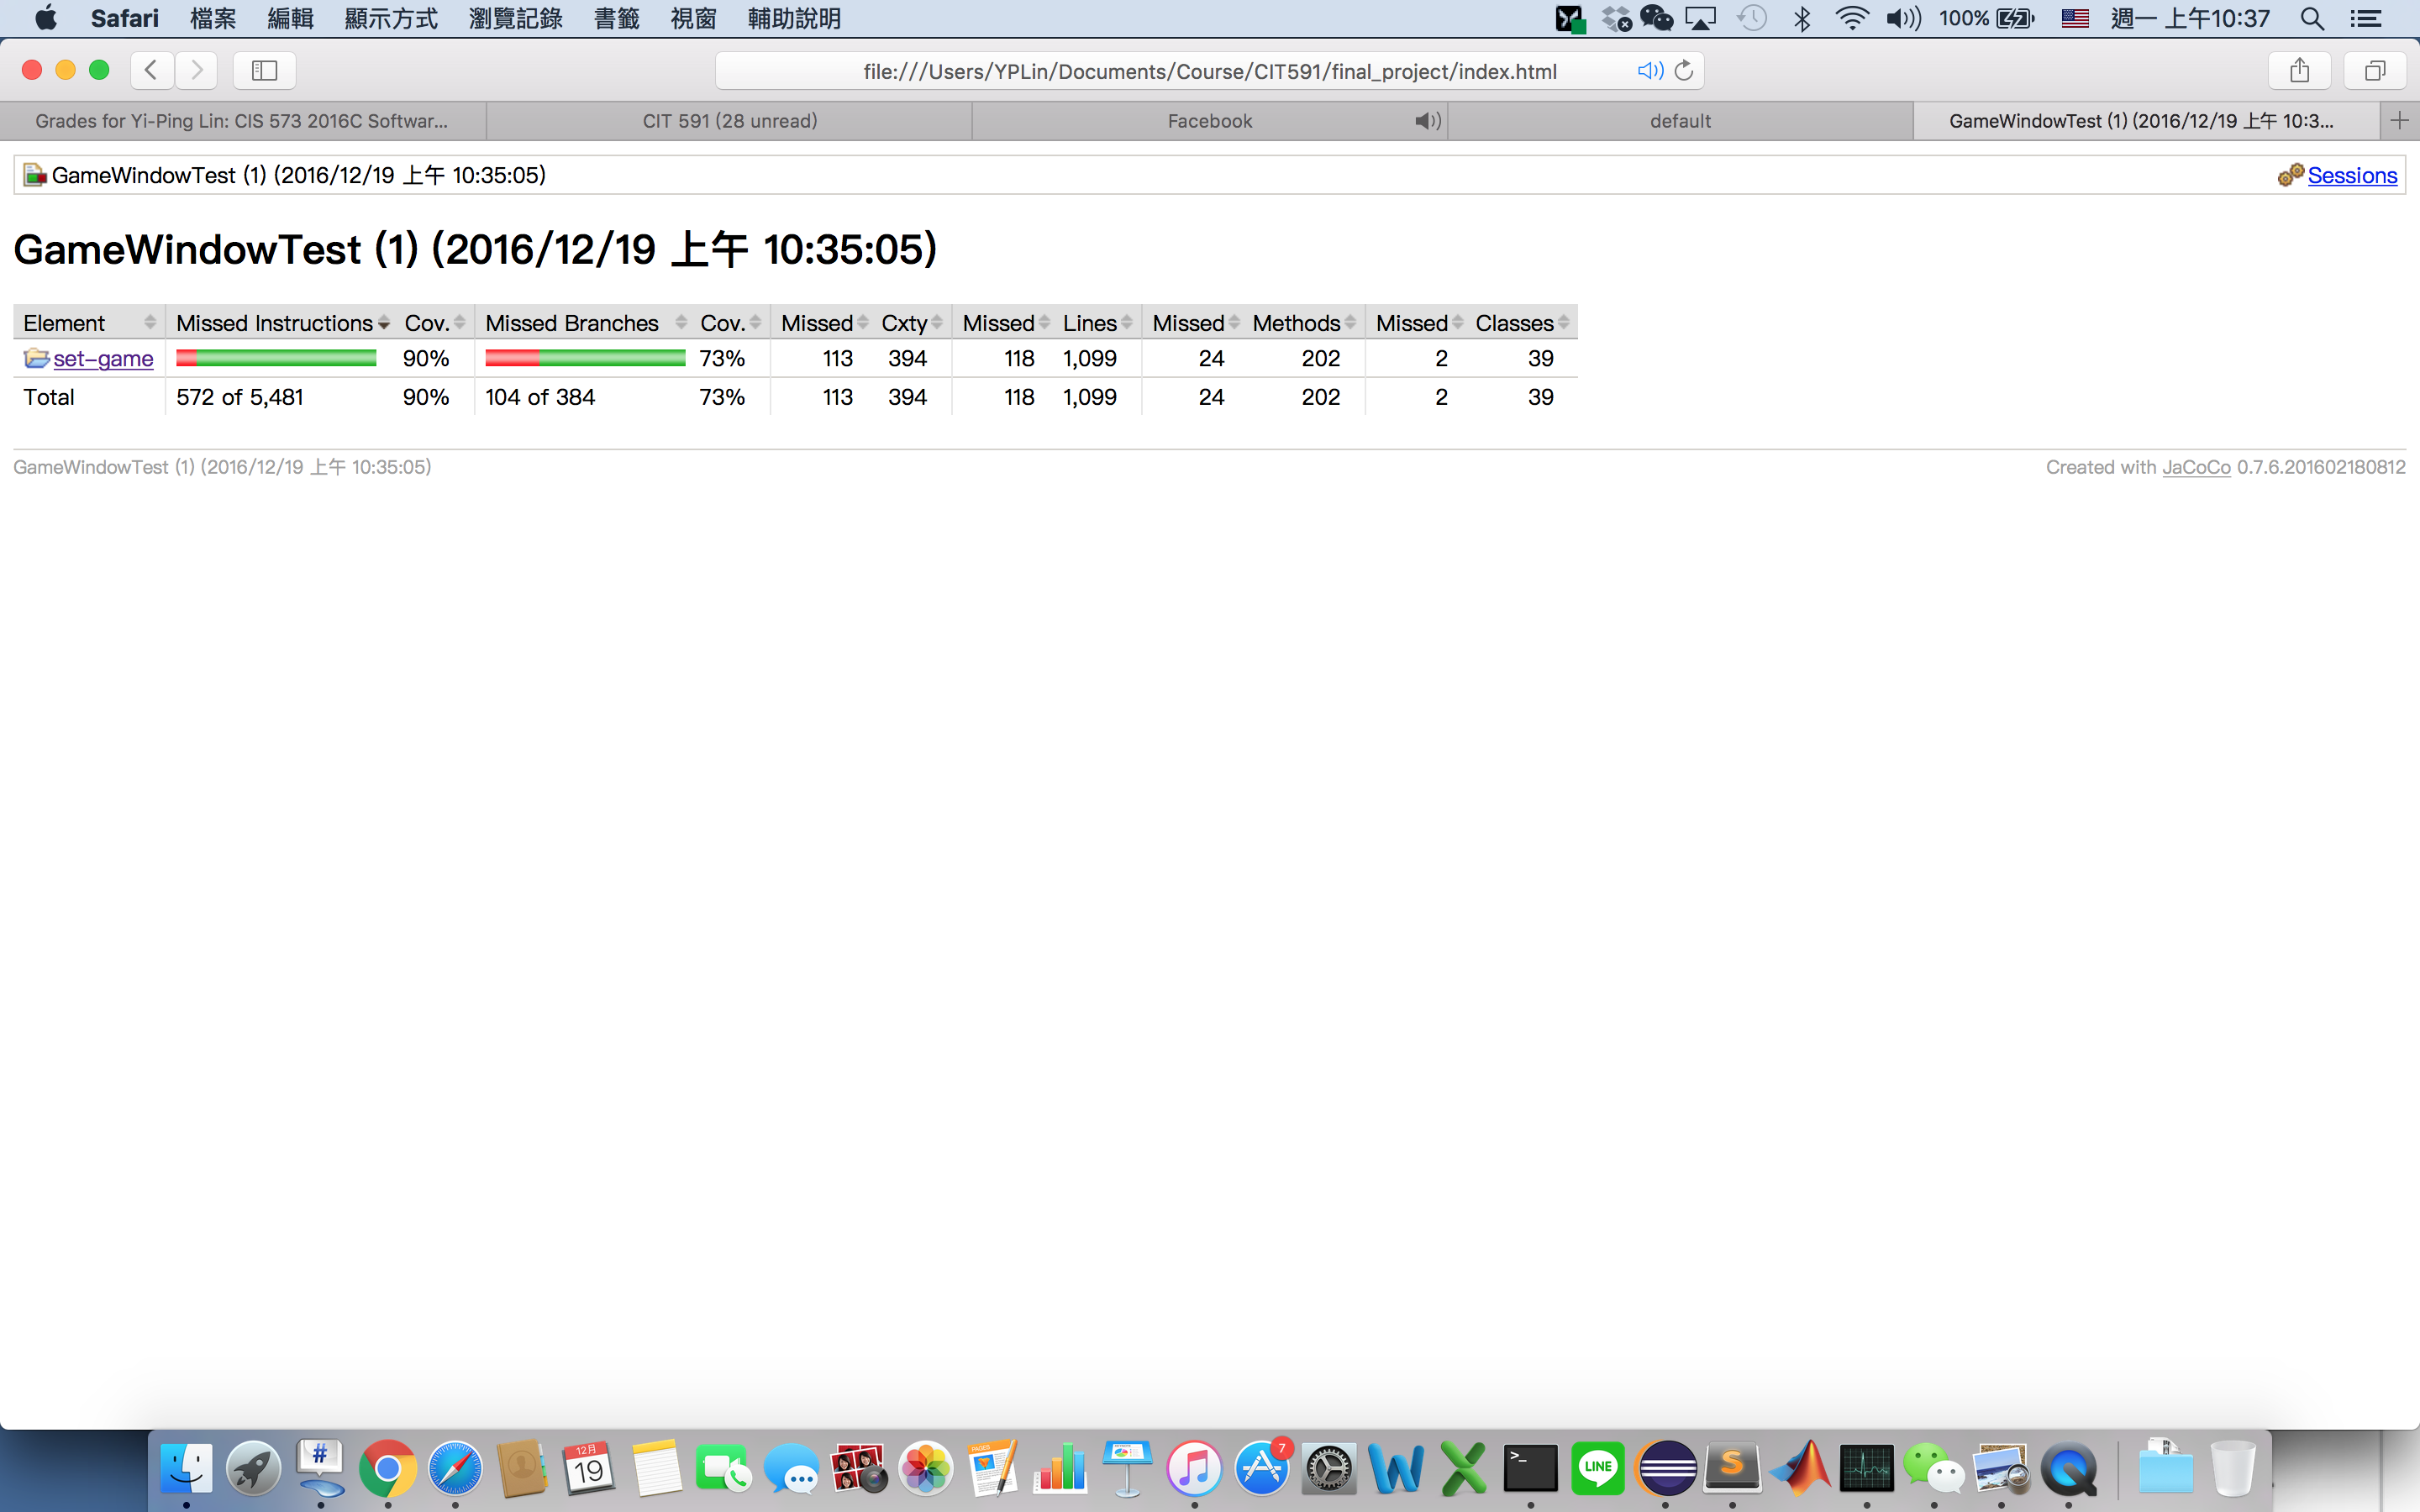 Safari 檔案 編輯 顯示方式 瀏覽記錄 書籤 視窗 輔助說明 100% 週一 上午10:37
file:///Users/YPLin/Documents/Course/CIT591/final_project/index.html
Grades for Yi-Ping Lin: CIS 573 2016C Softwar... CIT 591 (28 unread) Facebook default GameWindowTest (1) (2016/12/19 上午 10:3...
GameWindowTest (1) (2016/12/19 上午 10:35:05) Sessions
GameWindowTest (1) (2016/12/19 上午 10:35:05)
Element Missed Instructions Cov. Missed Branches Cov. Missed Cxty Missed Lines Missed Methods Missed Classes
set-game 90% 73% 113 394 118 1,099 24 202 2 39
Total 572 of 5,481 90% 104 of 384 73% 113 394 118 1,099 24 202 2 39
GameWindowTest (1) (2016/12/19 上午 10:35:05) Created with JaCoCo 0.7.6.201602180812
# 12月 19 PAGES 7 W X >_ LINE S